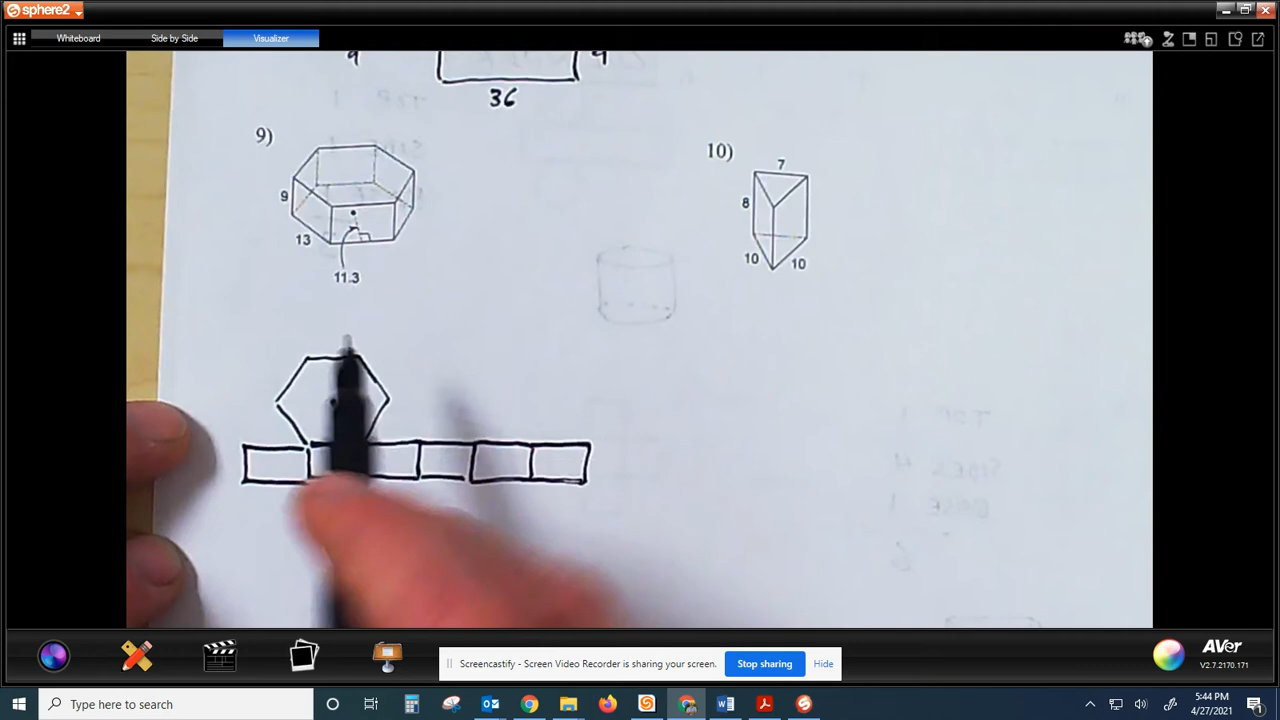 sphere2
Whiteboard Side by Side Visualizer
9 9
36
9)
9
13
11.3
10)
7
8
10 10
AVer
V2.7.2170.171
Screencastify - Screen Video Recorder is sharing your screen. Stop sharing Hide
Type here to search
5:44 PM
4/27/2021